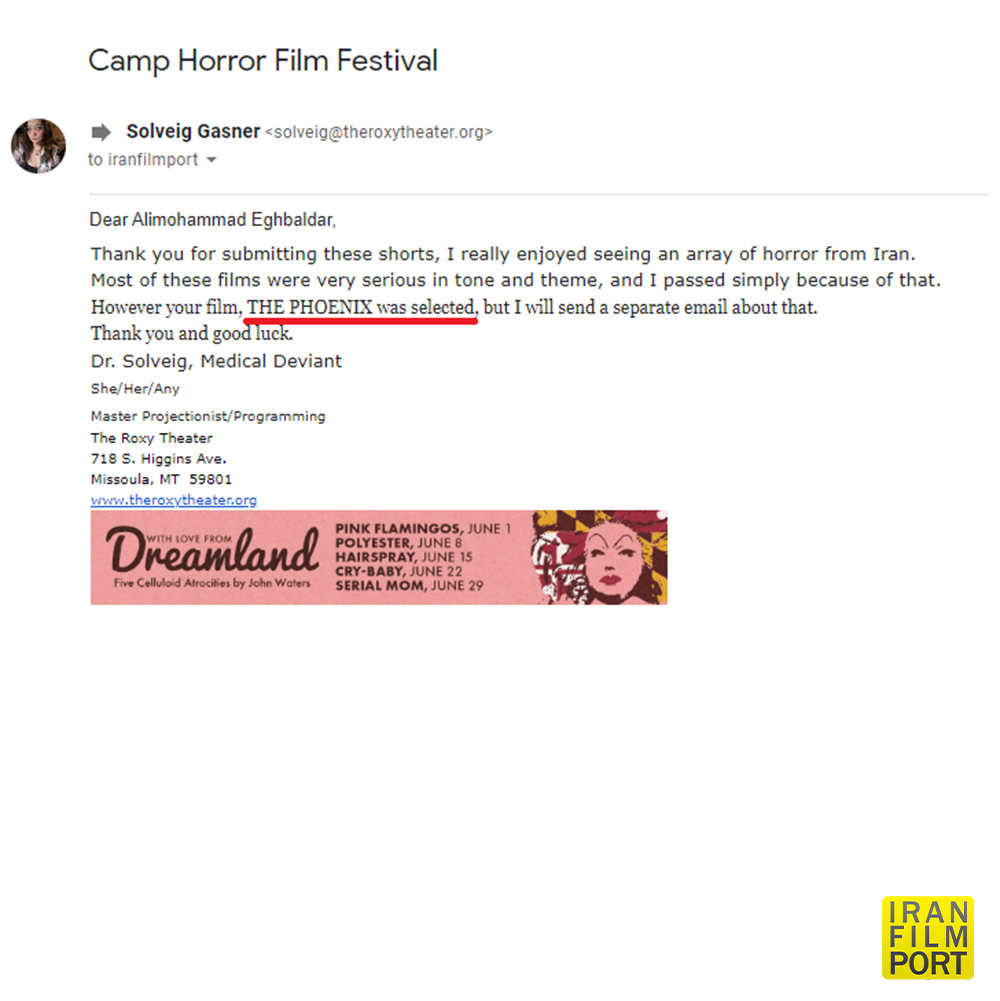 Camp Horror Film Festival
Solveig Gasner <solveig@theroxytheater.org>
to iranfilmport
Dear Alimohammad Eghbaldar,
Thank you for submitting these shorts, I really enjoyed seeing an array of horror from Iran.
Most of these films were very serious in tone and theme, and I passed simply because of that.
However your film, THE PHOENIX was selected, but I will send a separate email about that.
Thank you and good luck.
Dr. Solveig, Medical Deviant
She/Her/Any
Master Projectionist/Programming
The Roxy Theater
718 S. Higgins Ave.
Missoula, MT  59801
www.theroxytheater.org
WITH LOVE FROM
Dreamland
Five Celluloid Atrocities by John Waters
PINK FLAMINGOS, JUNE 1
POLYESTER, JUNE 8
HAIRSPRAY, JUNE 15
CRY-BABY, JUNE 22
SERIAL MOM, JUNE 29
IRAN
FILM
PORT